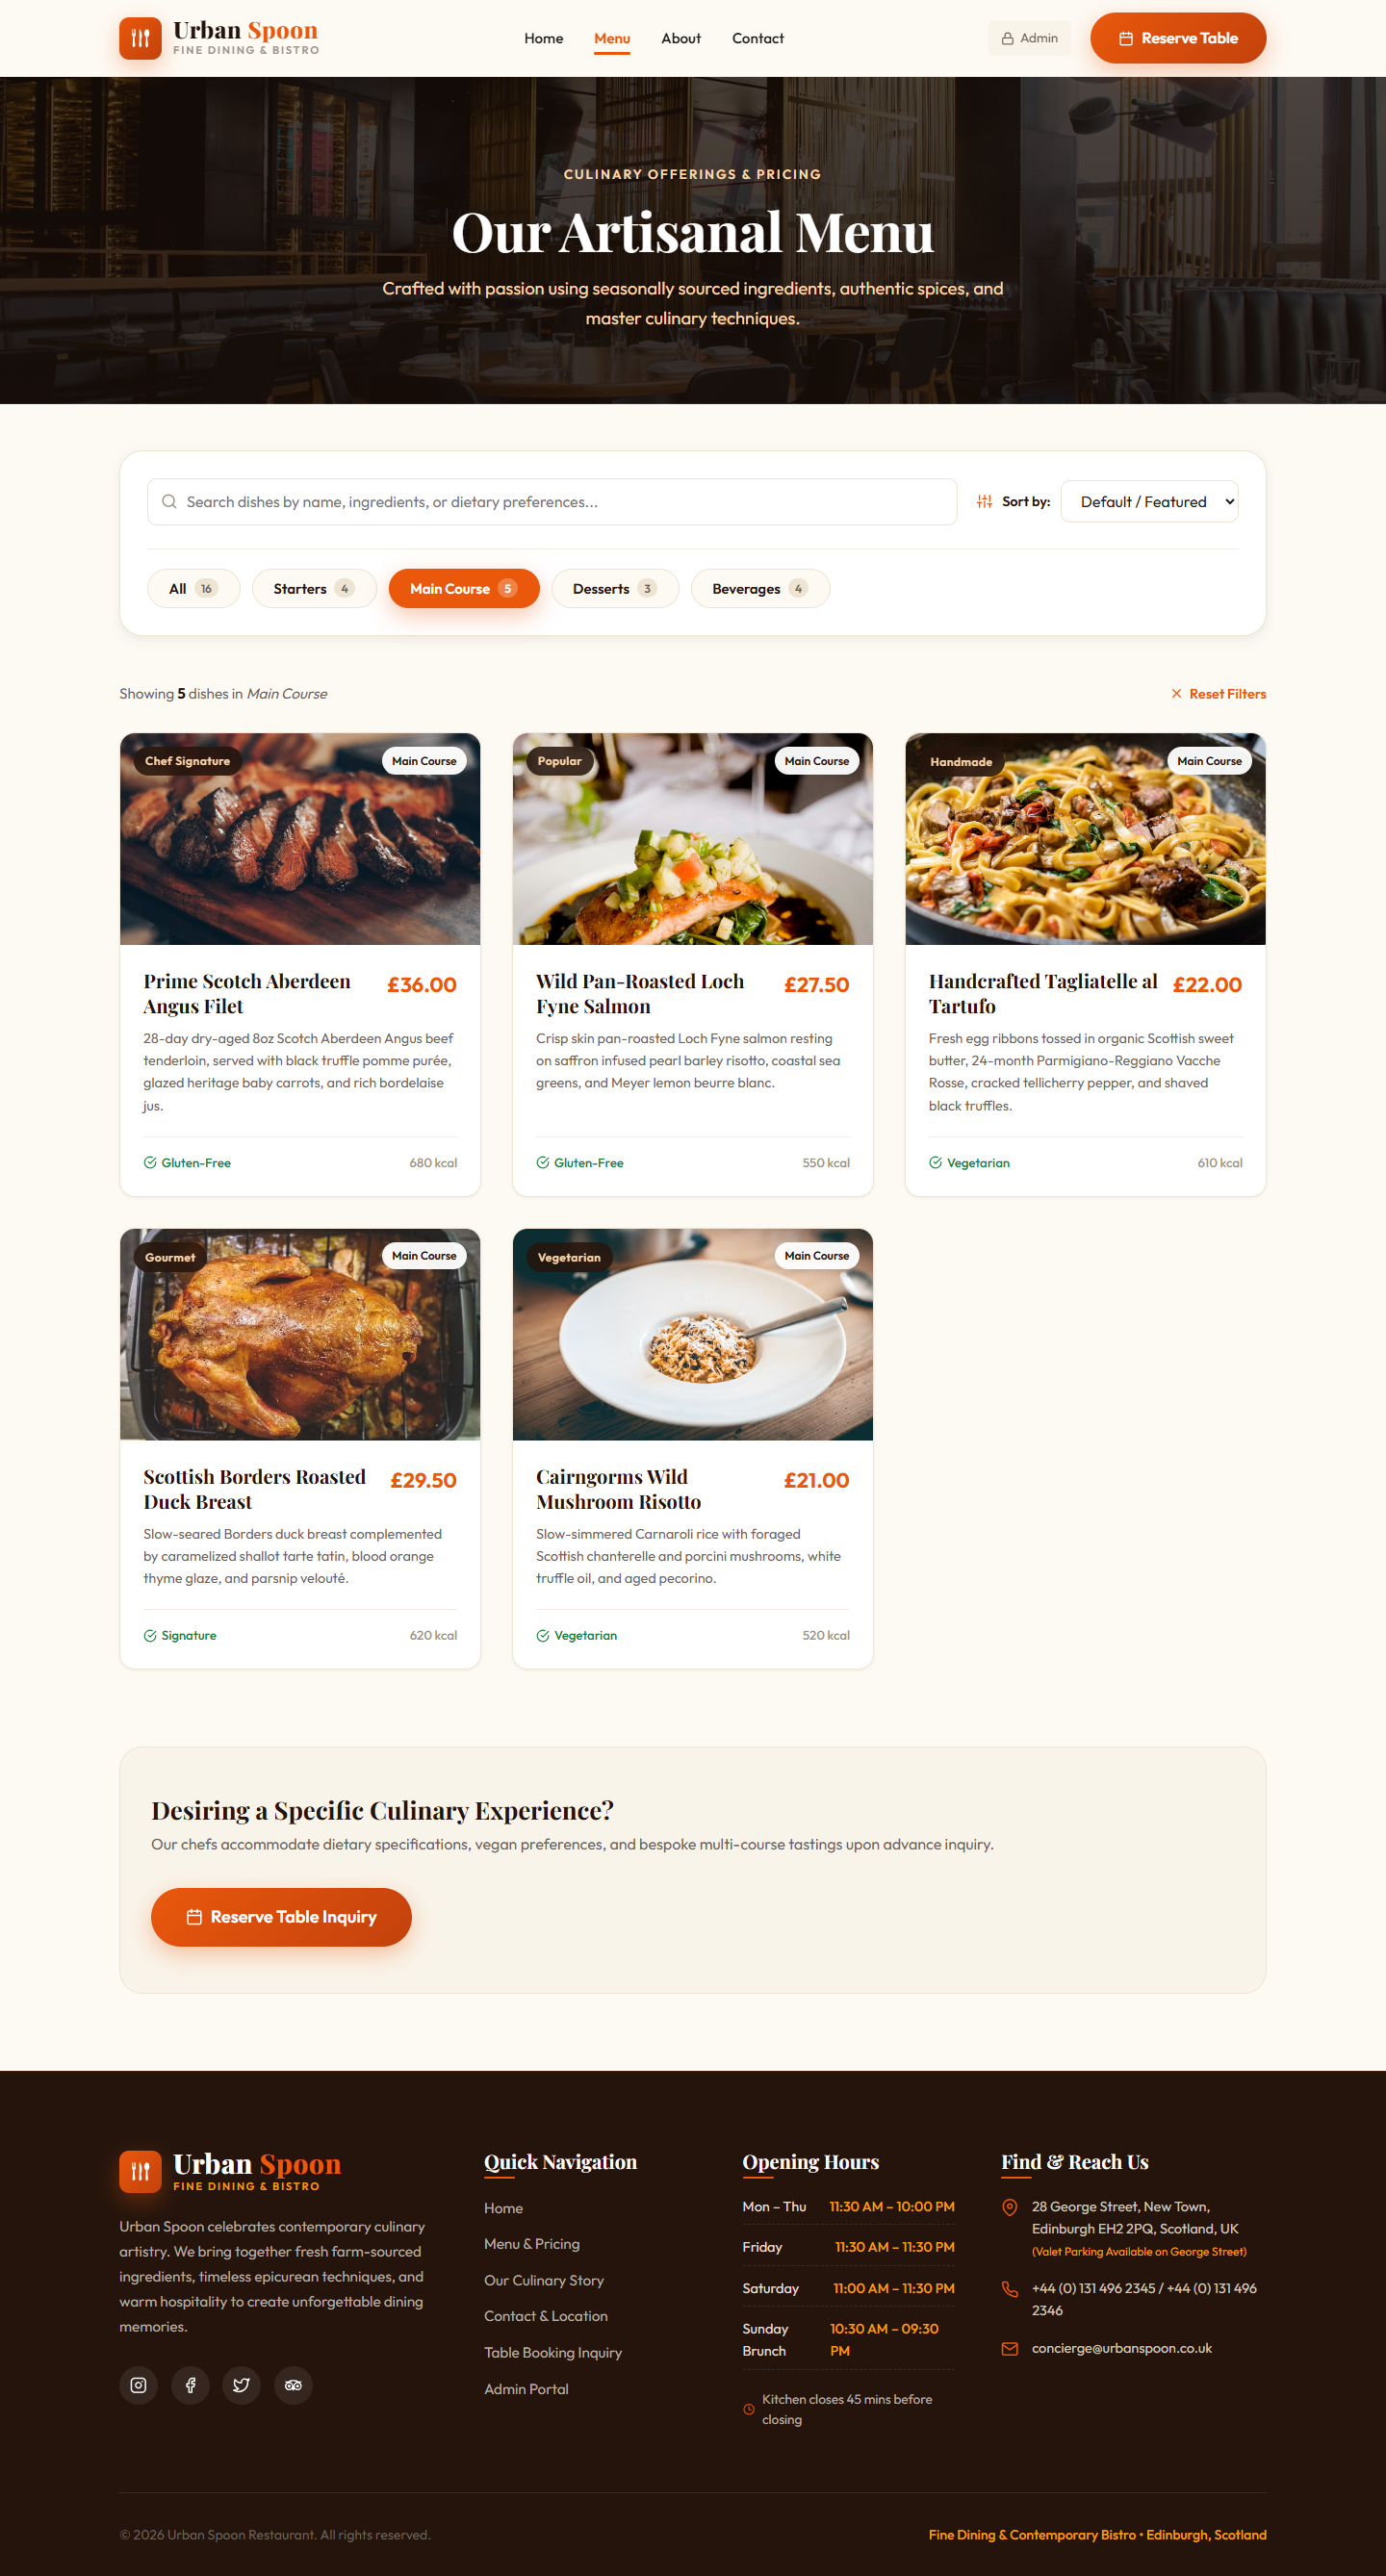 Urban Spoon
FINE DINING & BISTRO
Home
Menu
About
Contact
Admin
Reserve Table
CULINARY OFFERINGS & PRICING
Our Artisanal Menu
Crafted with passion using seasonally sourced ingredients, authentic spices, and
master culinary techniques.
Search dishes by name, ingredients, or dietary preferences...
Sort by:
Default / Featured
All 16
Starters 4
Main Course 5
Desserts 3
Beverages 4
Showing 5 dishes in Main Course
Reset Filters
Chef Signature
Main Course
Prime Scotch Aberdeen
Angus Filet
£36.00
28-day dry-aged 8oz Scotch Aberdeen Angus beef
tenderloin, served with black truffle pomme purée,
glazed heritage baby carrots, and rich bordelaise
jus.
Gluten-Free
680 kcal
Popular
Main Course
Wild Pan-Roasted Loch
Fyne Salmon
£27.50
Crisp skin pan-roasted Loch Fyne salmon resting
on saffron infused pearl barley risotto, coastal sea
greens, and Meyer lemon beurre blanc.
Gluten-Free
550 kcal
Handmade
Main Course
Handcrafted Tagliatelle al
Tartufo
£22.00
Fresh egg ribbons tossed in organic Scottish sweet
butter, 24-month Parmigiano-Reggiano Vacche
Rosse, cracked tellicherry pepper, and shaved
black truffles.
Vegetarian
610 kcal
Gourmet
Main Course
Scottish Borders Roasted
Duck Breast
£29.50
Slow-seared Borders duck breast complemented
by caramelized shallot tarte tatin, blood orange
thyme glaze, and parsnip velouté.
Signature
620 kcal
Vegetarian
Main Course
Cairngorms Wild
Mushroom Risotto
£21.00
Slow-simmered Carnaroli rice with foraged
Scottish chanterelle and porcini mushrooms, white
truffle oil, and aged pecorino.
Vegetarian
520 kcal
Desiring a Specific Culinary Experience?
Our chefs accommodate dietary specifications, vegan preferences, and bespoke multi-course tastings upon advance inquiry.
Reserve Table Inquiry
Urban Spoon
FINE DINING & BISTRO
Urban Spoon celebrates contemporary culinary
artistry. We bring together fresh farm-sourced
ingredients, timeless epicurean techniques, and
warm hospitality to create unforgettable dining
memories.
Quick Navigation
Home
Menu & Pricing
Our Culinary Story
Contact & Location
Table Booking Inquiry
Admin Portal
Opening Hours
Mon – Thu
11:30 AM – 10:00 PM
Friday
11:30 AM – 11:30 PM
Saturday
11:00 AM – 11:30 PM
Sunday
Brunch
10:30 AM – 09:30
PM
Kitchen closes 45 mins before
closing
Find & Reach Us
28 George Street, New Town,
Edinburgh EH2 2PQ, Scotland, UK
(Valet Parking Available on George Street)
+44 (0) 131 496 2345 / +44 (0) 131 496
2346
concierge@urbanspoon.co.uk
© 2026 Urban Spoon Restaurant. All rights reserved.
Fine Dining & Contemporary Bistro • Edinburgh, Scotland